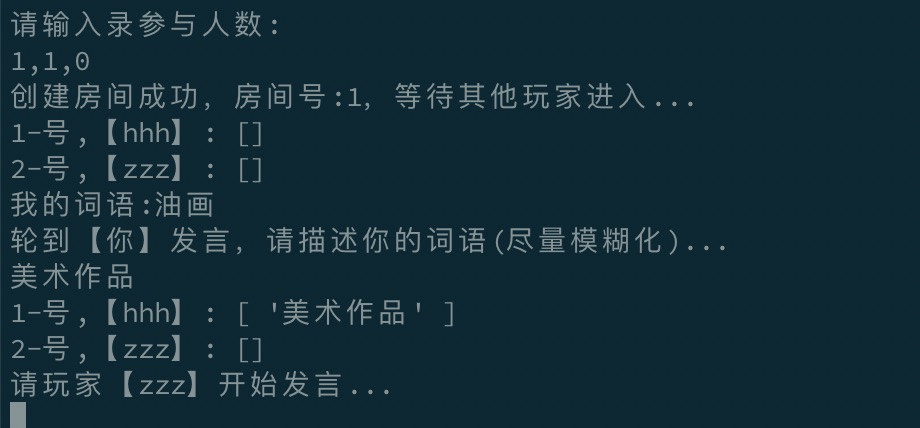 请输入录参与人数：
1,1,0
创建房间成功，房间号:1，等待其他玩家进入...
1-号,【hhh】: []
2-号,【zzz】: []
我的词语:油画
轮到【你】发言，请描述你的词语(尽量模糊化)...
美术作品
1-号,【hhh】: [ '美术作品' ]
2-号,【zzz】: []
请玩家【zzz】开始发言...